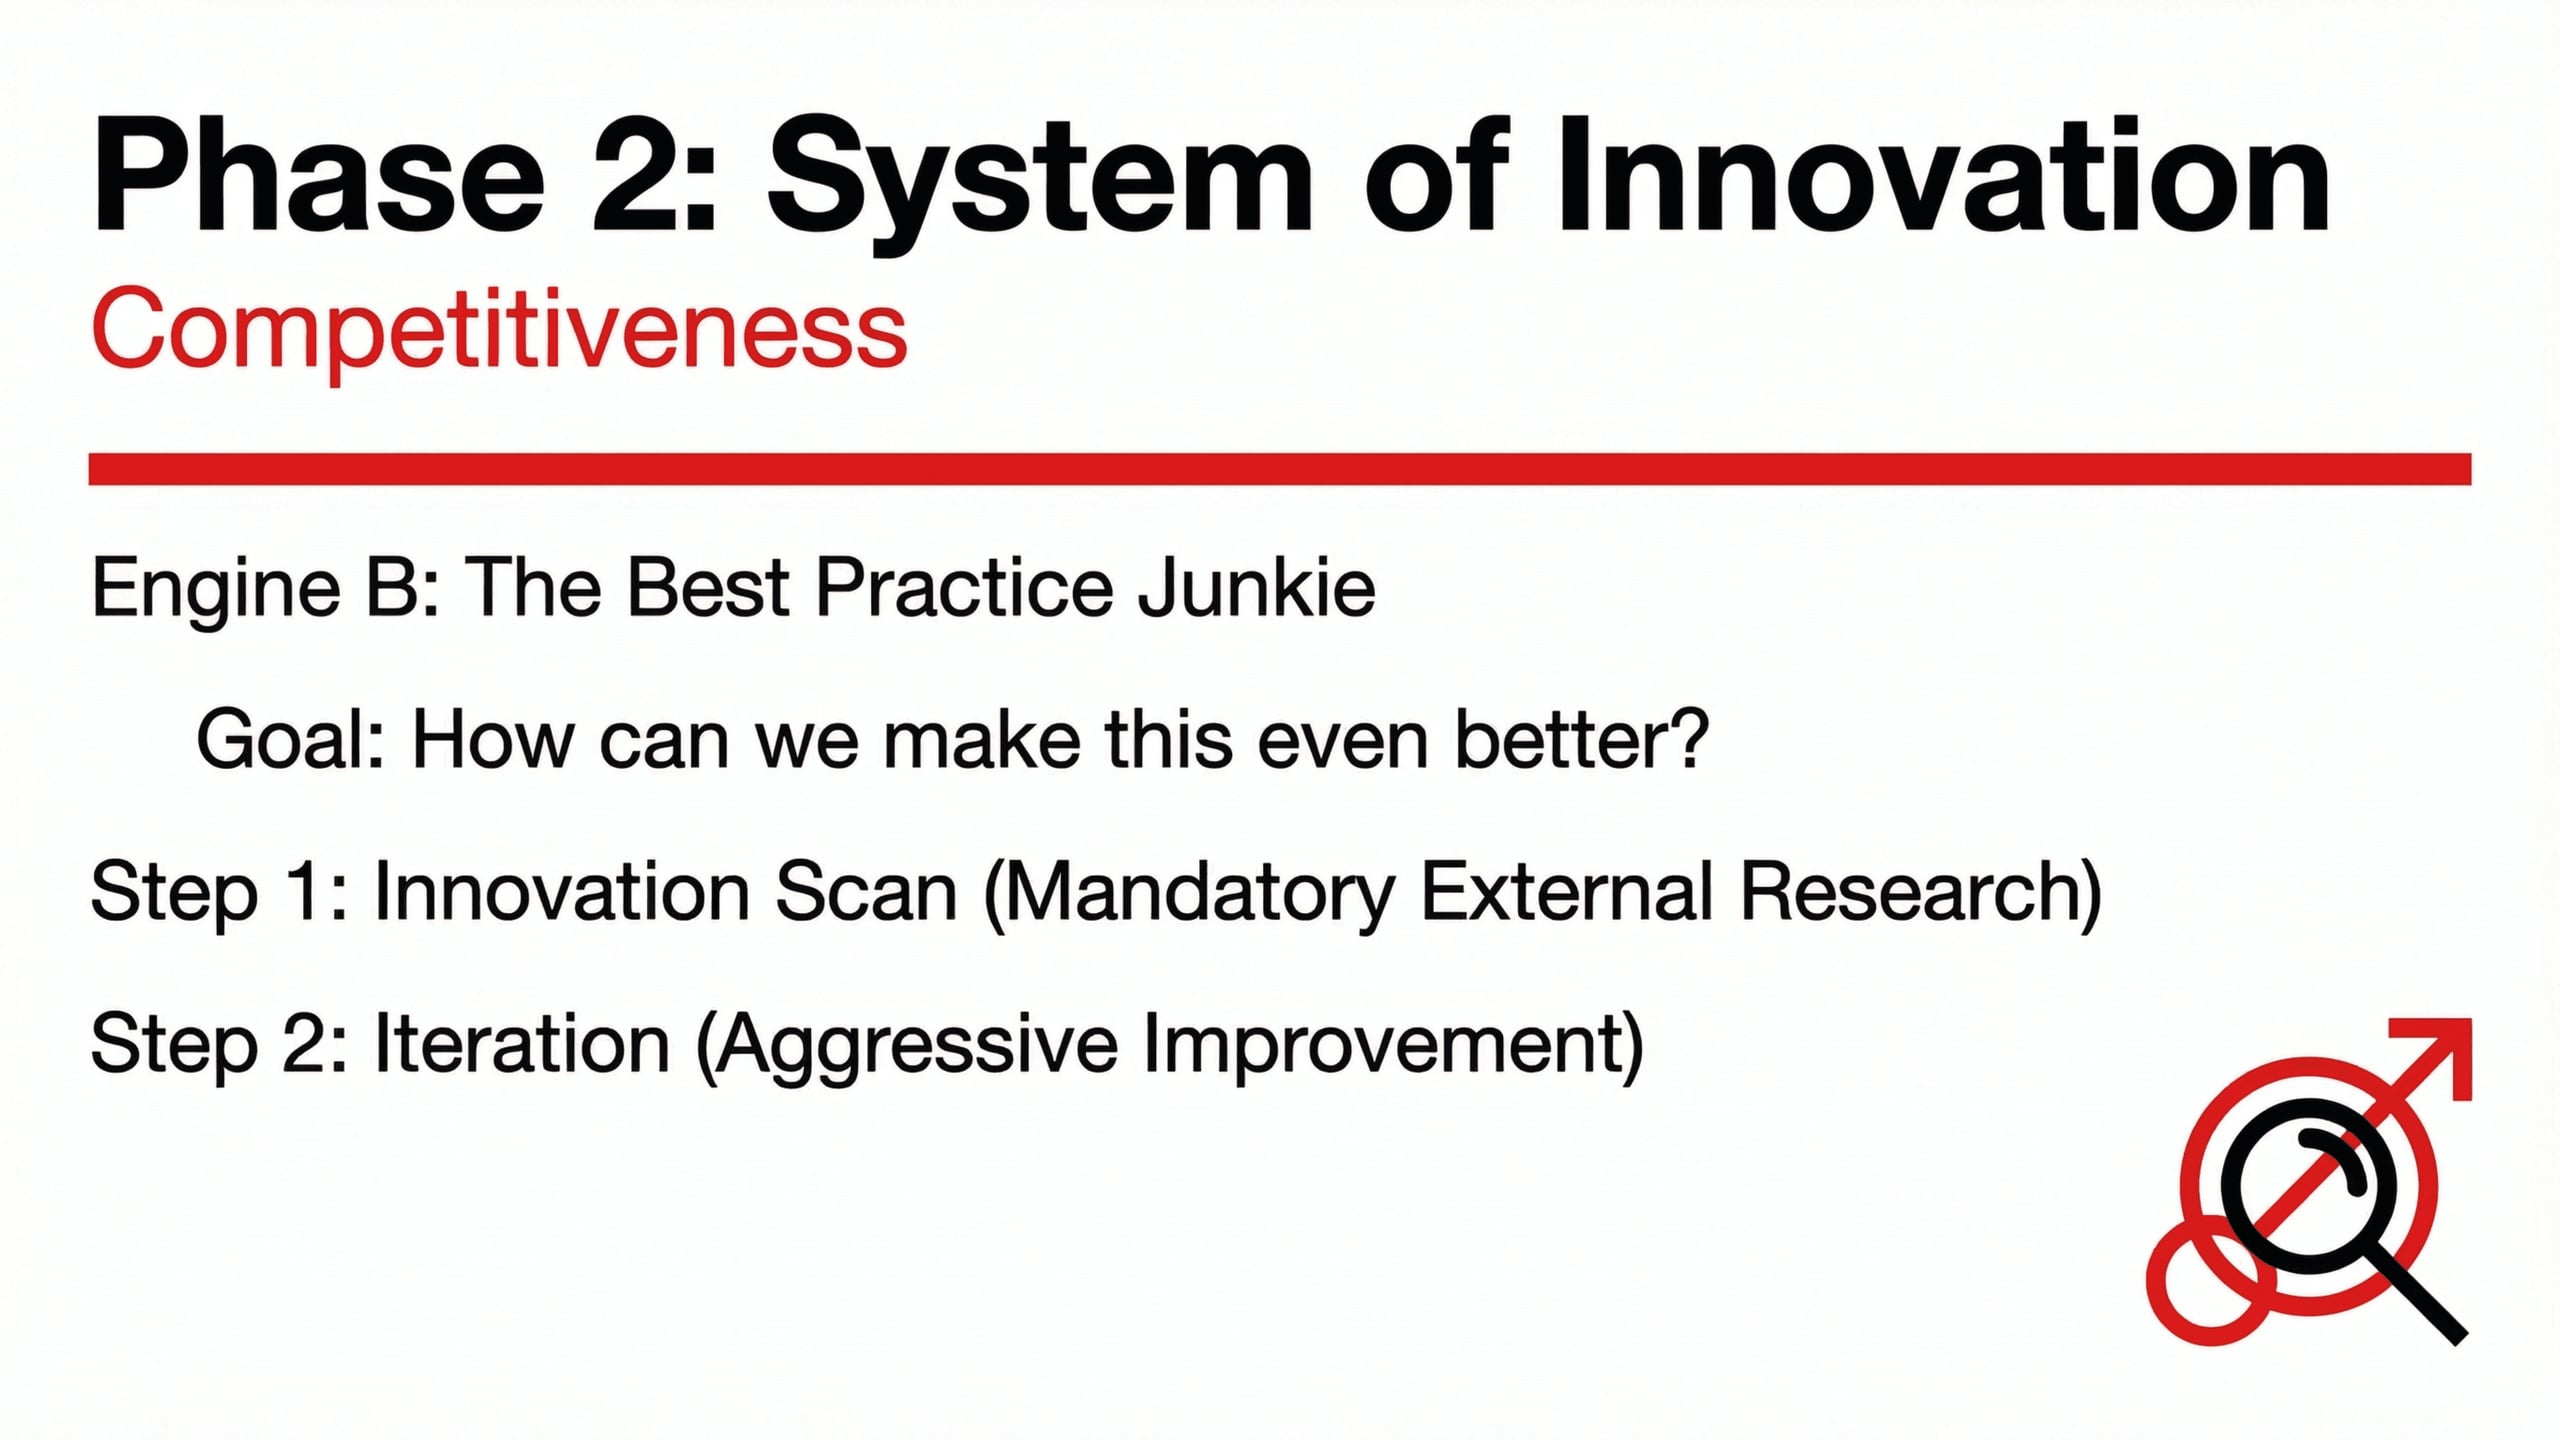 Phase 2: System of Innovation
Competitiveness
Engine B: The Best Practice Junkie
Goal: How can we make this even better?
Step 1: Innovation Scan (Mandatory External Research)
Step 2: Iteration (Aggressive Improvement)